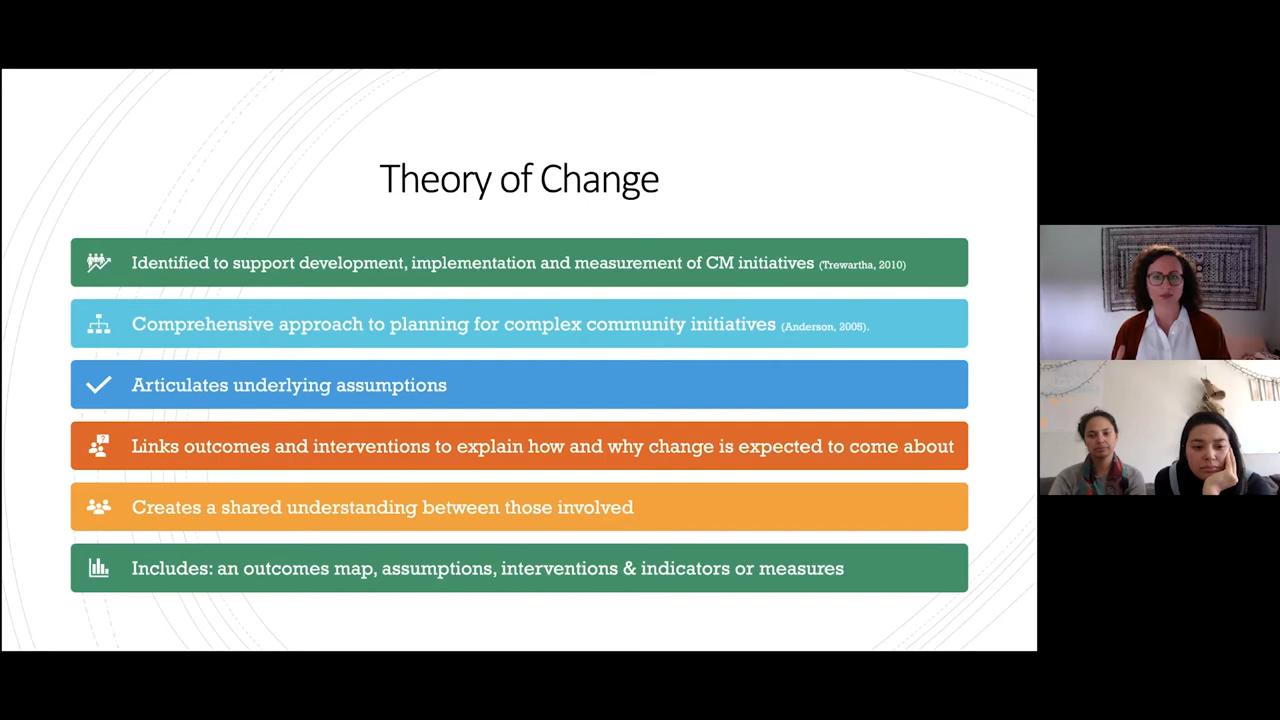 Theory of Change
Identified to support development, implementation and measurement of CM initiatives (Trewartha, 2010)
Comprehensive approach to planning for complex community initiatives (Anderson, 2005).
Articulates underlying assumptions
Links outcomes and interventions to explain how and why change is expected to come about
Creates a shared understanding between those involved
Includes: an outcomes map, assumptions, interventions & indicators or measures